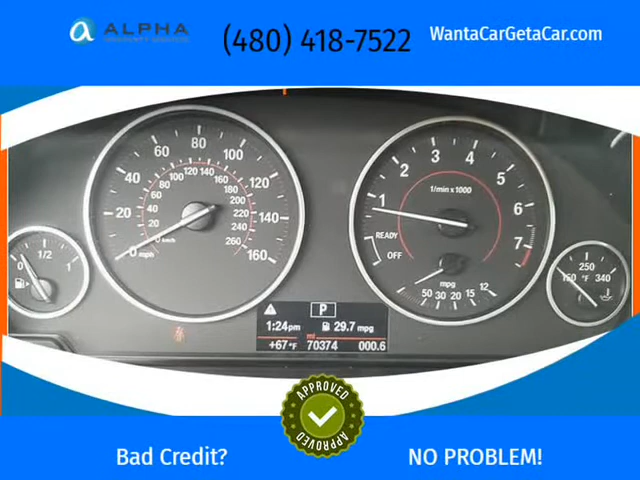 ALPHA
(480) 418-7522
WantaCarGetaCar.com
0 20 40 60 80 100 120 140 160
mph
0 20 40 60 80 100 120 140 160 180 200 220 240 260
km/h
0 1/2 1
1 2 3 4 5 6 7
1/min x 1000
READY
OFF
mpg
50 30 20 15 12
250
150 °F 340
P
1:24pm 29.7 mpg
mi
+67°F 70374 000.6
APPROVED
APPROVED
Bad Credit?
NO PROBLEM!